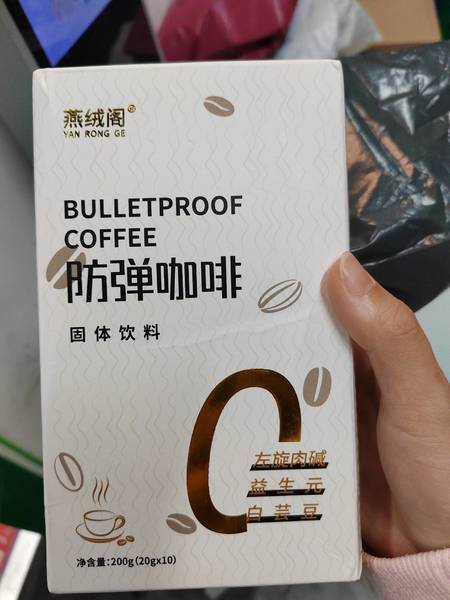 燕绒阁
YAN RONG GE
BULLETPROOF
COFFEE
防弹咖啡
固体饮料
左旋肉碱
益生元
白芸豆
净含量:200g(20gx10)